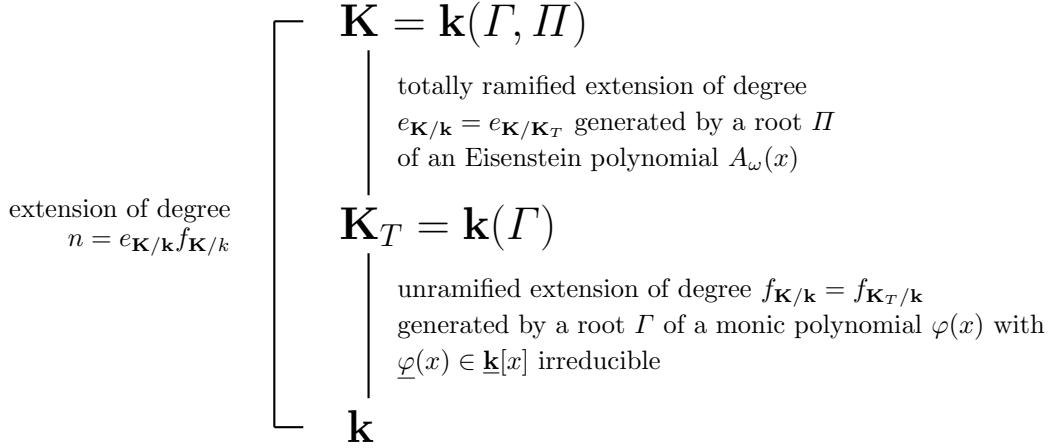 𝐊 = 𝐤(𝛤, 𝛱)
totally ramified extension of degree
e_{𝐊/𝐤} = e_{𝐊/𝐊_T} generated by a root 𝛱
of an Eisenstein polynomial A_ω(x)
extension of degree
n = e_{𝐊/𝐤} f_{𝐊/k}
𝐊_T = 𝐤(𝛤)
unramified extension of degree f_{𝐊/𝐤} = f_{𝐊_T/𝐤}
generated by a root 𝛤 of a monic polynomial φ(x) with
φ̲(x) ∈ 𝐤̲[x] irreducible
𝐤